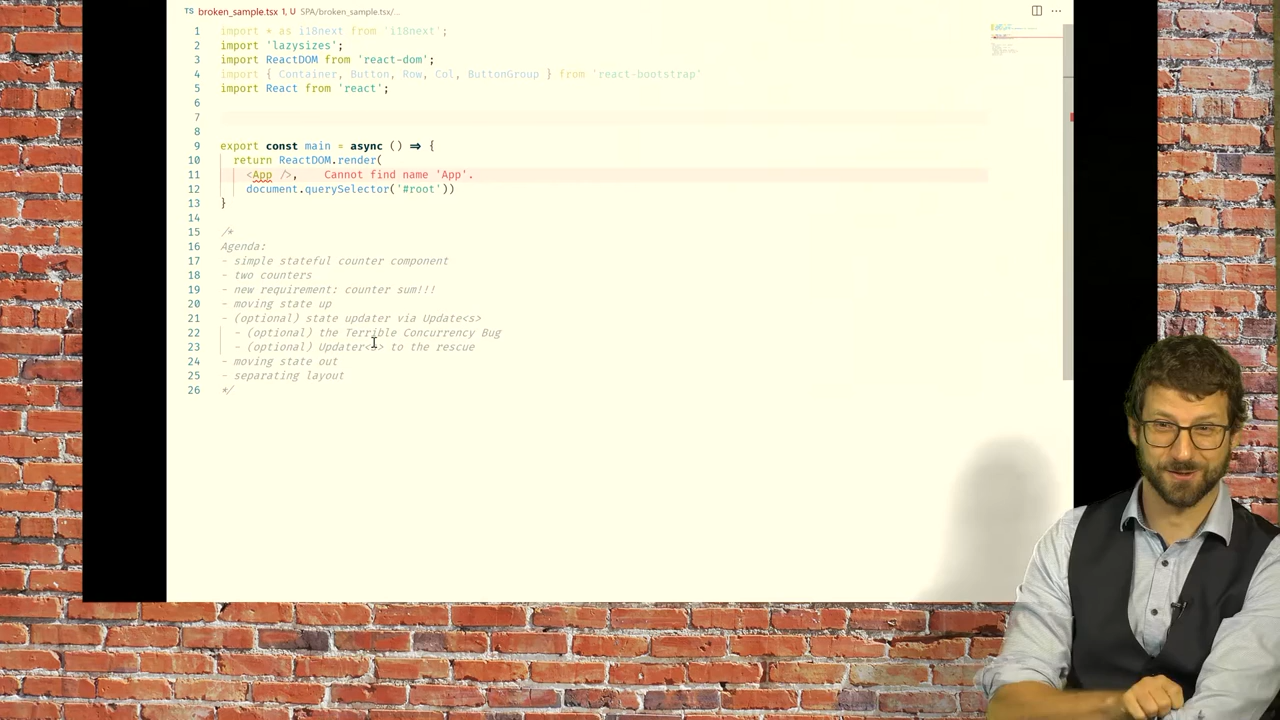 TS broken_sample.tsx 1, U SPA/broken_sample.tsx/...
1 import * as i18next from 'i18next';
2 import 'lazysizes';
3 import ReactDOM from 'react-dom';
4 import { Container, Button, Row, Col, ButtonGroup } from 'react-bootstrap'
5 import React from 'react';
6
7
8
9 export const main = async () => {
10 return ReactDOM.render(
11 <App />, Cannot find name 'App'.
12 document.querySelector('#root'))
13 }
14
15 /*
16 Agenda:
17 - simple stateful counter component
18 - two counters
19 - new requirement: counter sum!!!
20 - moving state up
21 - (optional) state updater via Update<s>
22 - (optional) the Terrible Concurrency Bug
23 - (optional) Updater<s> to the rescue
24 - moving state out
25 - separating layout
26 */